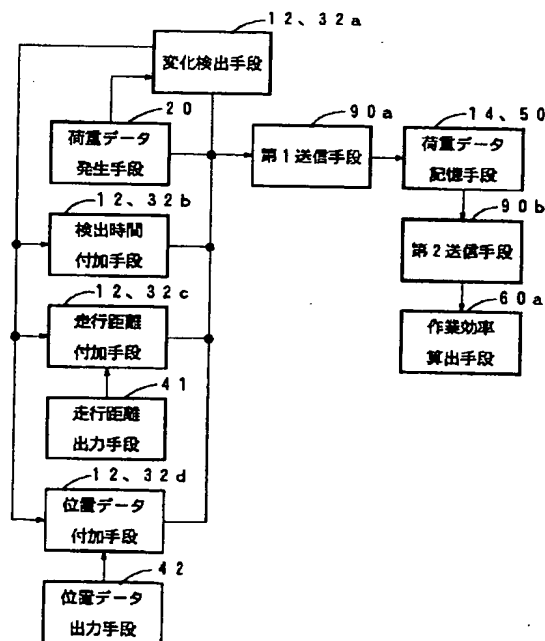 １２、３２ａ
変化検出手段
２０
荷重データ
発生手段
９０ａ
第１送信手段
１４、５０
荷重データ
記憶手段
１２、３２ｂ
検出時間
付加手段
９０ｂ
第２送信手段
１２、３２ｃ
走行距離
付加手段
６０ａ
作業効率
算出手段
４１
走行距離
出力手段
１２、３２ｄ
位置データ
付加手段
４２
位置データ
出力手段